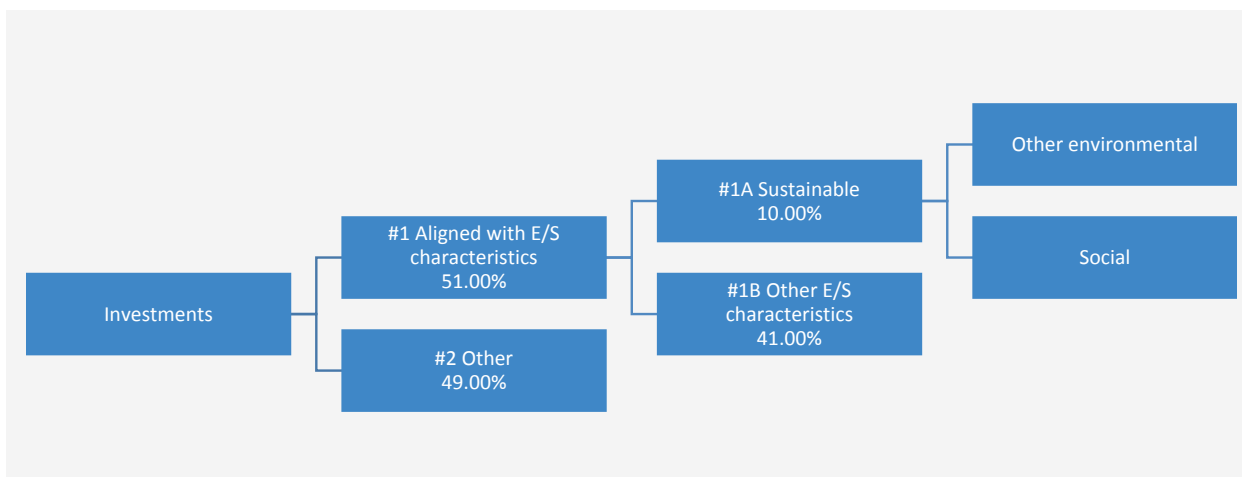 Investments
#1 Aligned with E/S
characteristics
51.00%
#2 Other
49.00%
#1A Sustainable
10.00%
#1B Other E/S
characteristics
41.00%
Other environmental
Social